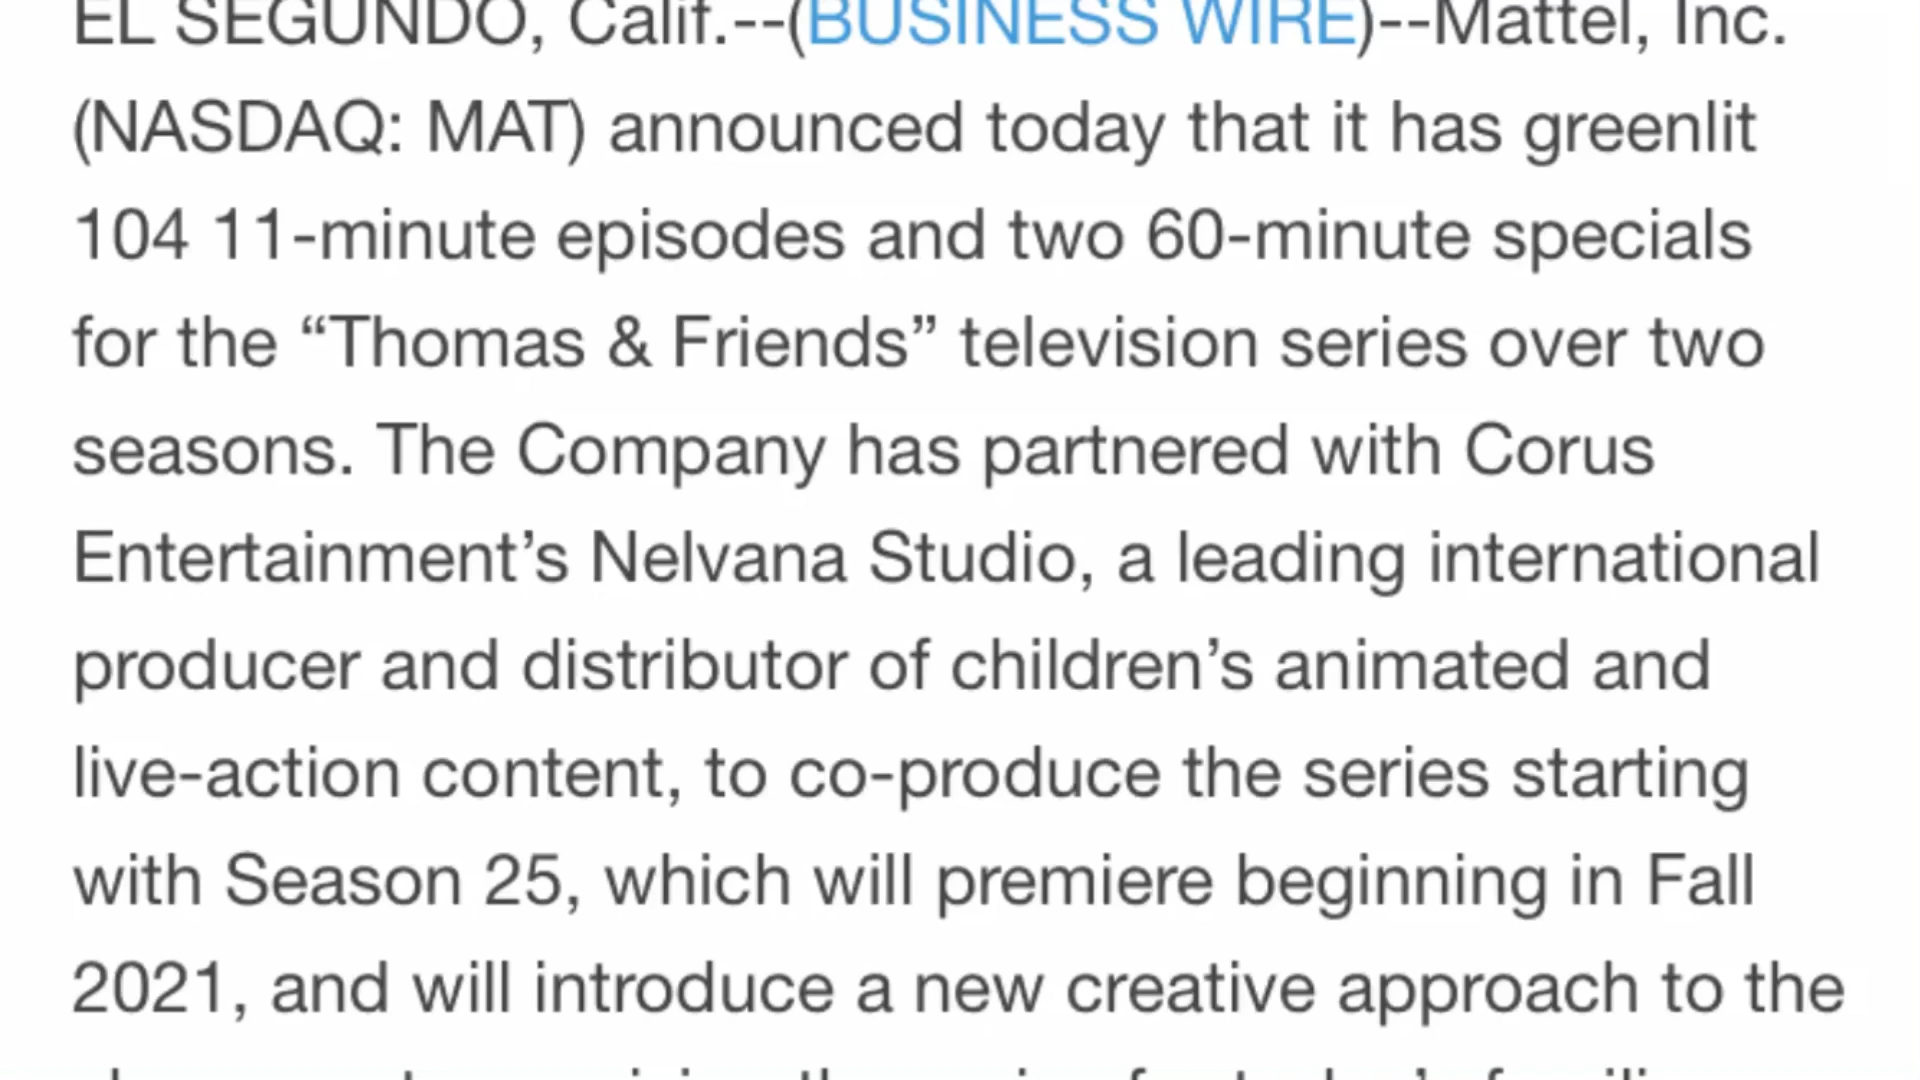 EL SEGUNDO, Calif.--(BUSINESS WIRE)--Mattel, Inc.
(NASDAQ: MAT) announced today that it has greenlit
104 11-minute episodes and two 60-minute specials
for the “Thomas & Friends” television series over two
seasons. The Company has partnered with Corus
Entertainment’s Nelvana Studio, a leading international
producer and distributor of children’s animated and
live-action content, to co-produce the series starting
with Season 25, which will premiere beginning in Fall
2021, and will introduce a new creative approach to the